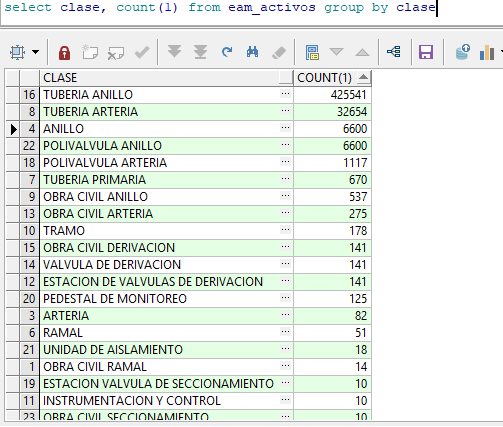 select clase, count(1) from eam_activos group by clase
CLASE COUNT(1)
16 TUBERIA ANILLO ... 425541
8 TUBERIA ARTERIA ... 32654
4 ANILLO ... 6600
22 POLIVALVULA ANILLO ... 6600
18 POLIVALVULA ARTERIA ... 1117
7 TUBERIA PRIMARIA ... 670
9 OBRA CIVIL ANILLO ... 537
13 OBRA CIVIL ARTERIA ... 275
10 TRAMO ... 178
15 OBRA CIVIL DERIVACION ... 141
14 VALVULA DE DERIVACION ... 141
12 ESTACION DE VALVULAS DE DERIVACION ... 141
20 PEDESTAL DE MONITOREO ... 125
3 ARTERIA ... 82
6 RAMAL ... 51
21 UNIDAD DE AISLAMIENTO ... 18
1 OBRA CIVIL RAMAL ... 14
19 ESTACION VALVULA DE SECCIONAMIENTO ... 10
11 INSTRUMENTACION Y CONTROL ... 10
23 OBRA CIVIL SECCIONAMIENTO ... 10